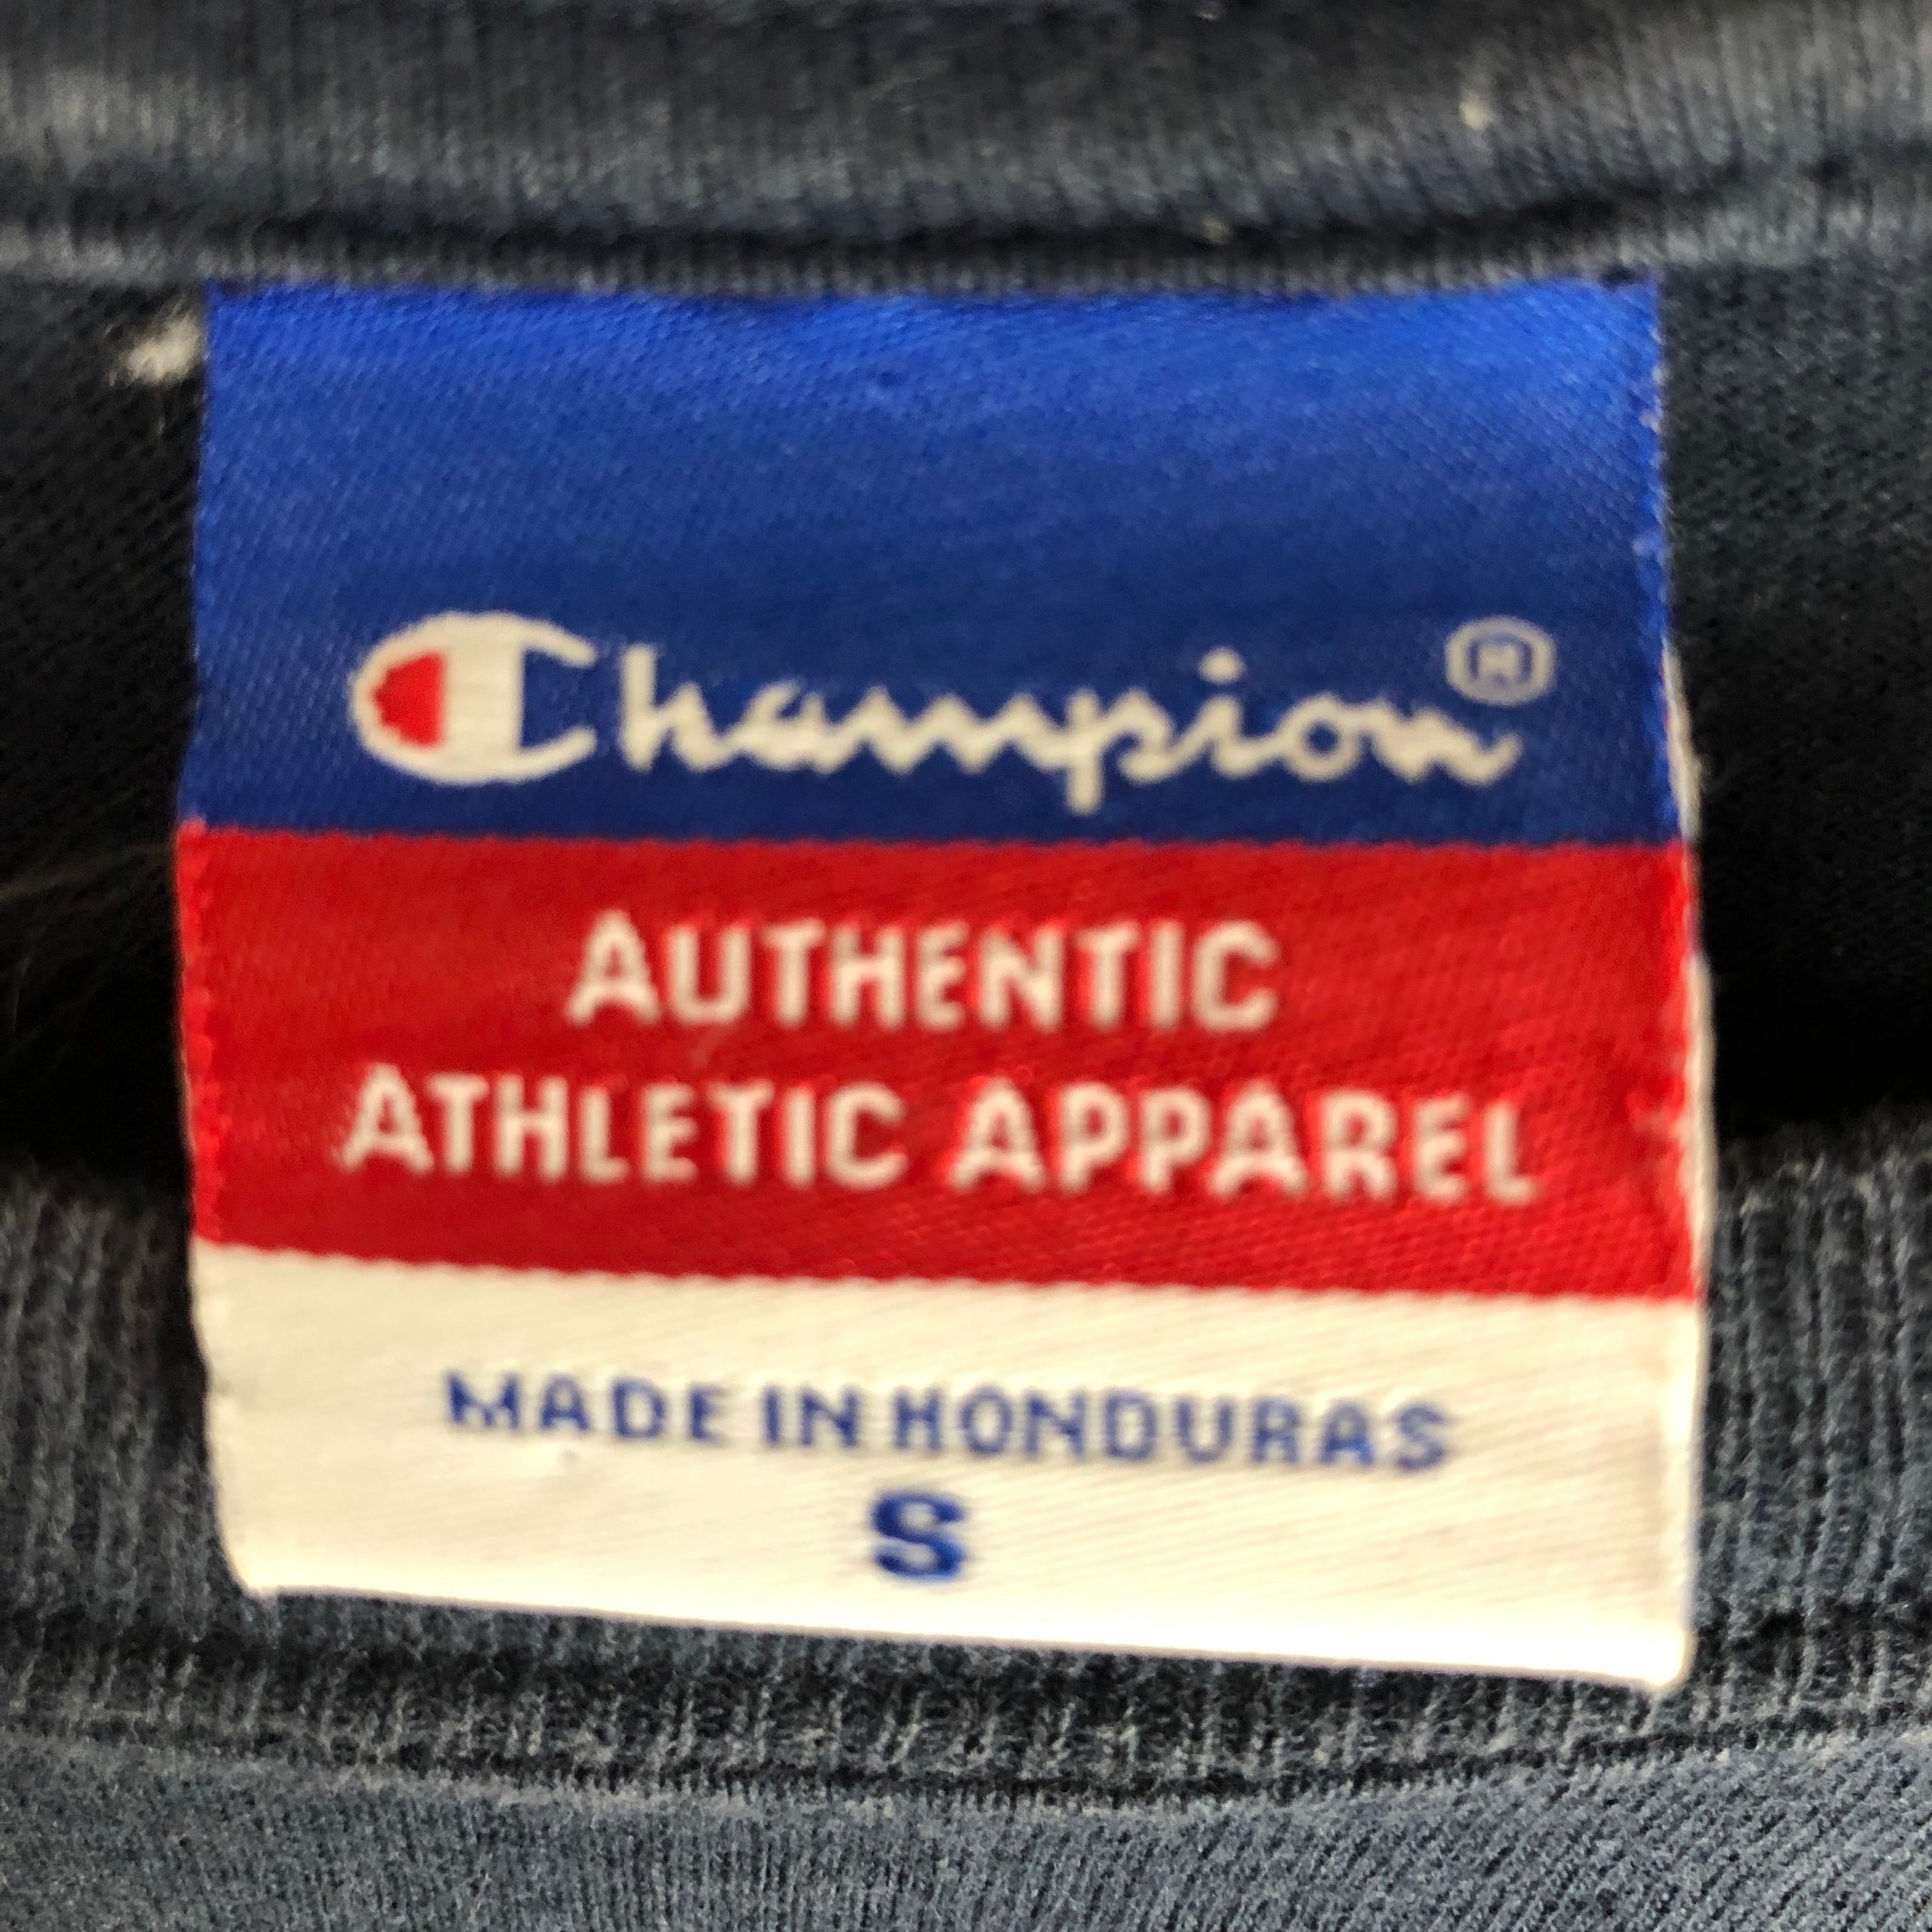 Champion®
AUTHENTIC
ATHLETIC APPAREL
MADE IN HONDURAS
S